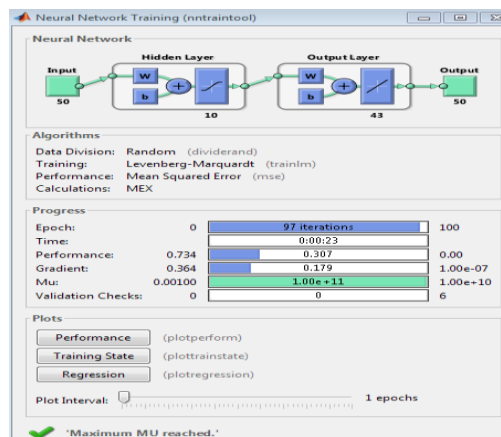 Neural Network Training (nntraintool)
Neural Network
Hidden Layer Output Layer
Input Output
W W
+ +
b b
50 50
10 43
Algorithms
Data Division: Random (dividerand)
Training: Levenberg-Marquardt (trainlm)
Performance: Mean Squared Error (mse)
Calculations: MEX
Progress
Epoch: 0 97 iterations 100
Time: 0:00:23
Performance: 0.734 0.307 0.00
Gradient: 0.364 0.179 1.00e-07
Mu: 0.00100 1.00e+11 1.00e+10
Validation Checks: 0 0 6
Plots
Performance (plotperform)
Training State (plottrainstate)
Regression (plotregression)
Plot Interval: 1 epochs
'Maximum MU reached.'